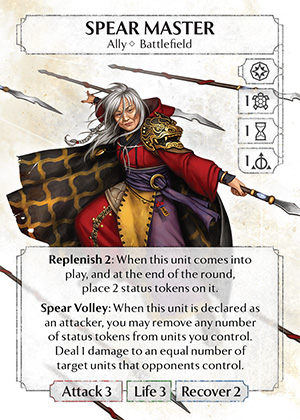 SPEAR MASTER
Ally ✧ Battlefield
1
1
1
Replenish 2: When this unit comes into
play, and at the end of the round,
place 2 status tokens on it.
Spear Volley: When this unit is declared as
an attacker, you may remove any number
of status tokens from units you control.
Deal 1 damage to an equal number of
target units that opponents control.
Attack 3 Life 3 Recover 2